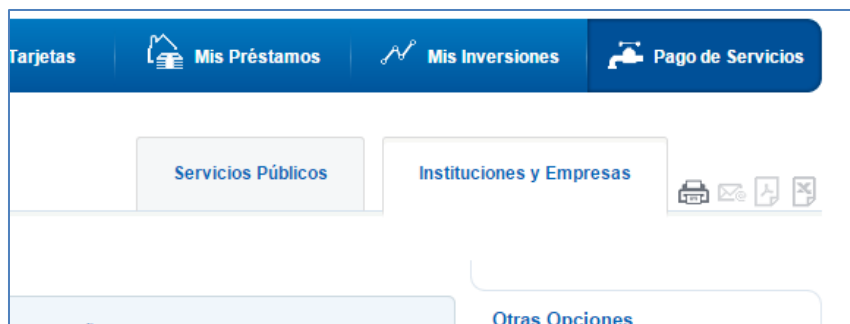 Tarjetas Mis Préstamos Mis Inversiones Pago de Servicios
Servicios Públicos Instituciones y Empresas
Otras Opciones